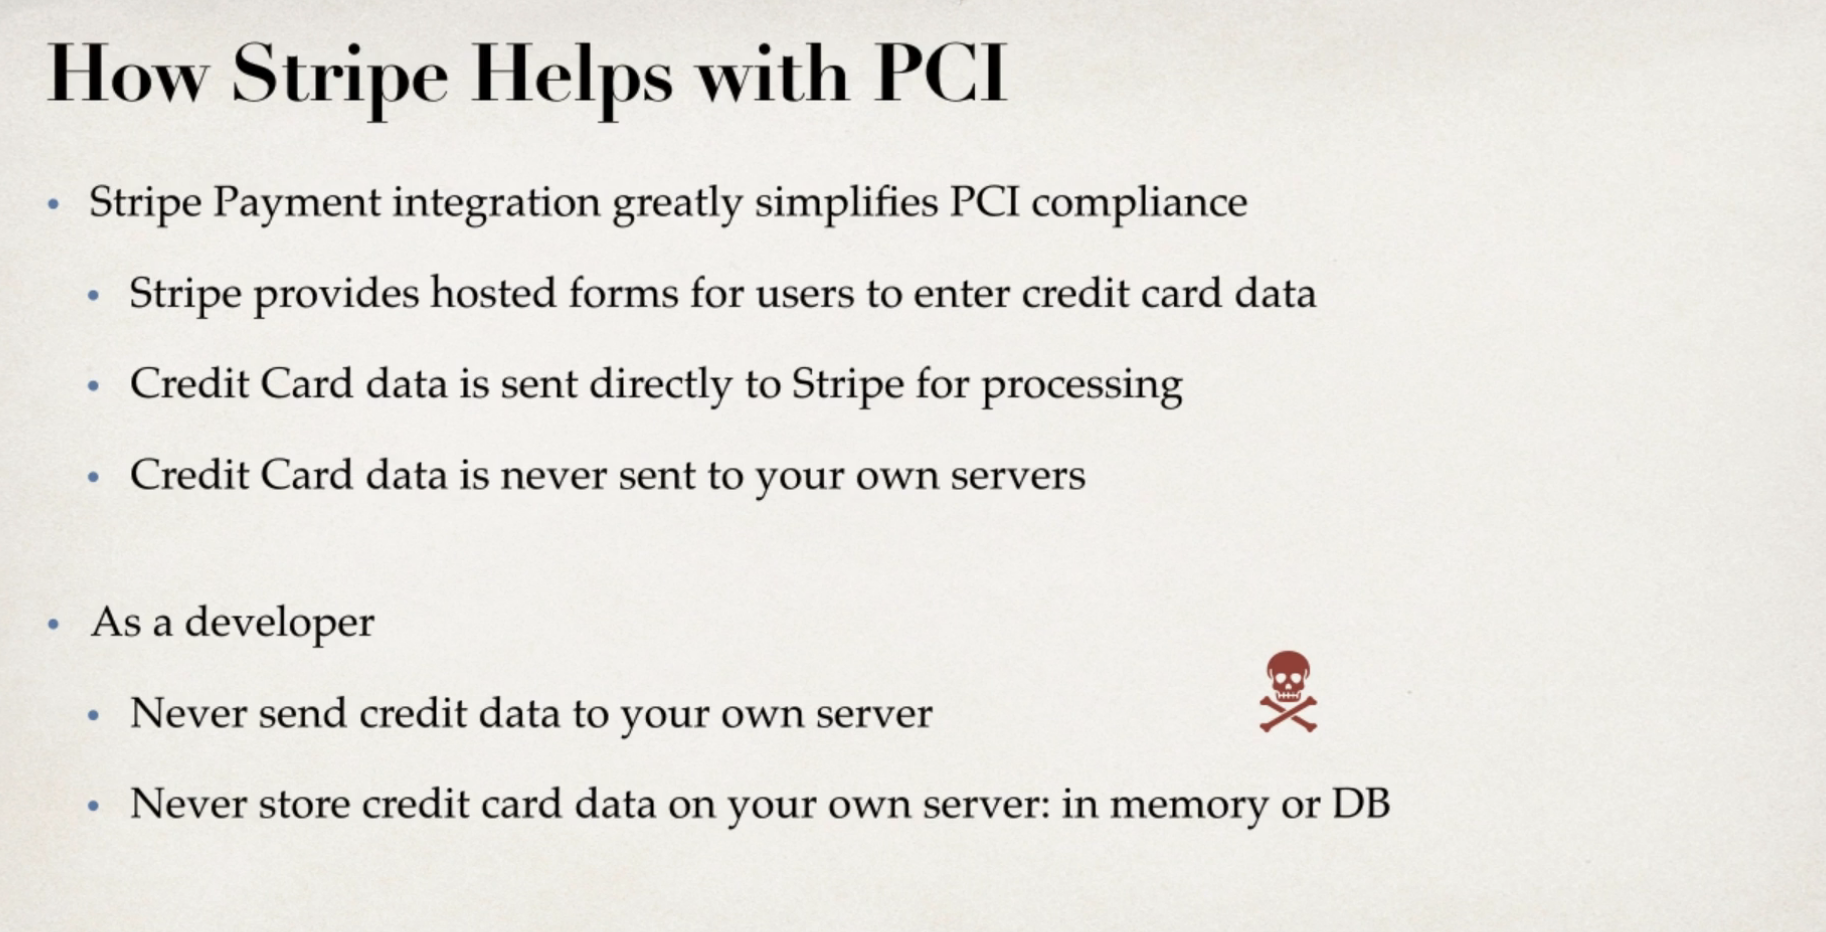 How Stripe Helps with PCI
• Stripe Payment integration greatly simplifies PCI compliance
• Stripe provides hosted forms for users to enter credit card data
• Credit Card data is sent directly to Stripe for processing
• Credit Card data is never sent to your own servers
• As a developer
• Never send credit data to your own server
• Never store credit card data on your own server: in memory or DB